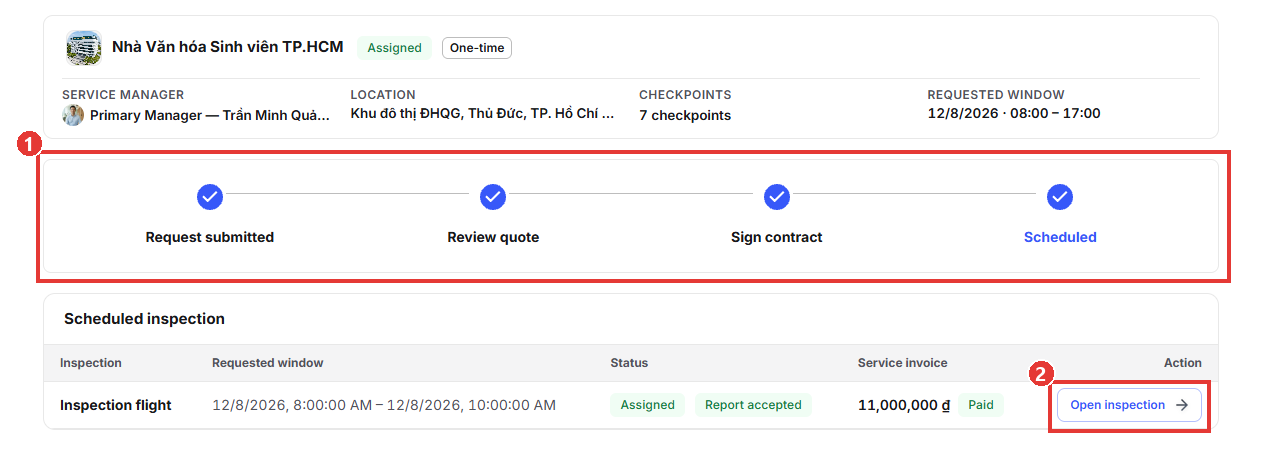 Nhà Văn hóa Sinh viên TP.HCM Assigned One-time
SERVICE MANAGER LOCATION CHECKPOINTS REQUESTED WINDOW
Primary Manager — Trần Minh Quả... Khu đô thị ĐHQG, Thủ Đức, TP. Hồ Chí ... 7 checkpoints 12/8/2026 · 08:00 – 17:00
1
Request submitted Review quote Sign contract Scheduled
Scheduled inspection
Inspection Requested window Status Service invoice Action
2
Inspection flight 12/8/2026, 8:00:00 AM – 12/8/2026, 10:00:00 AM Assigned Report accepted 11,000,000 ₫ Paid Open inspection →